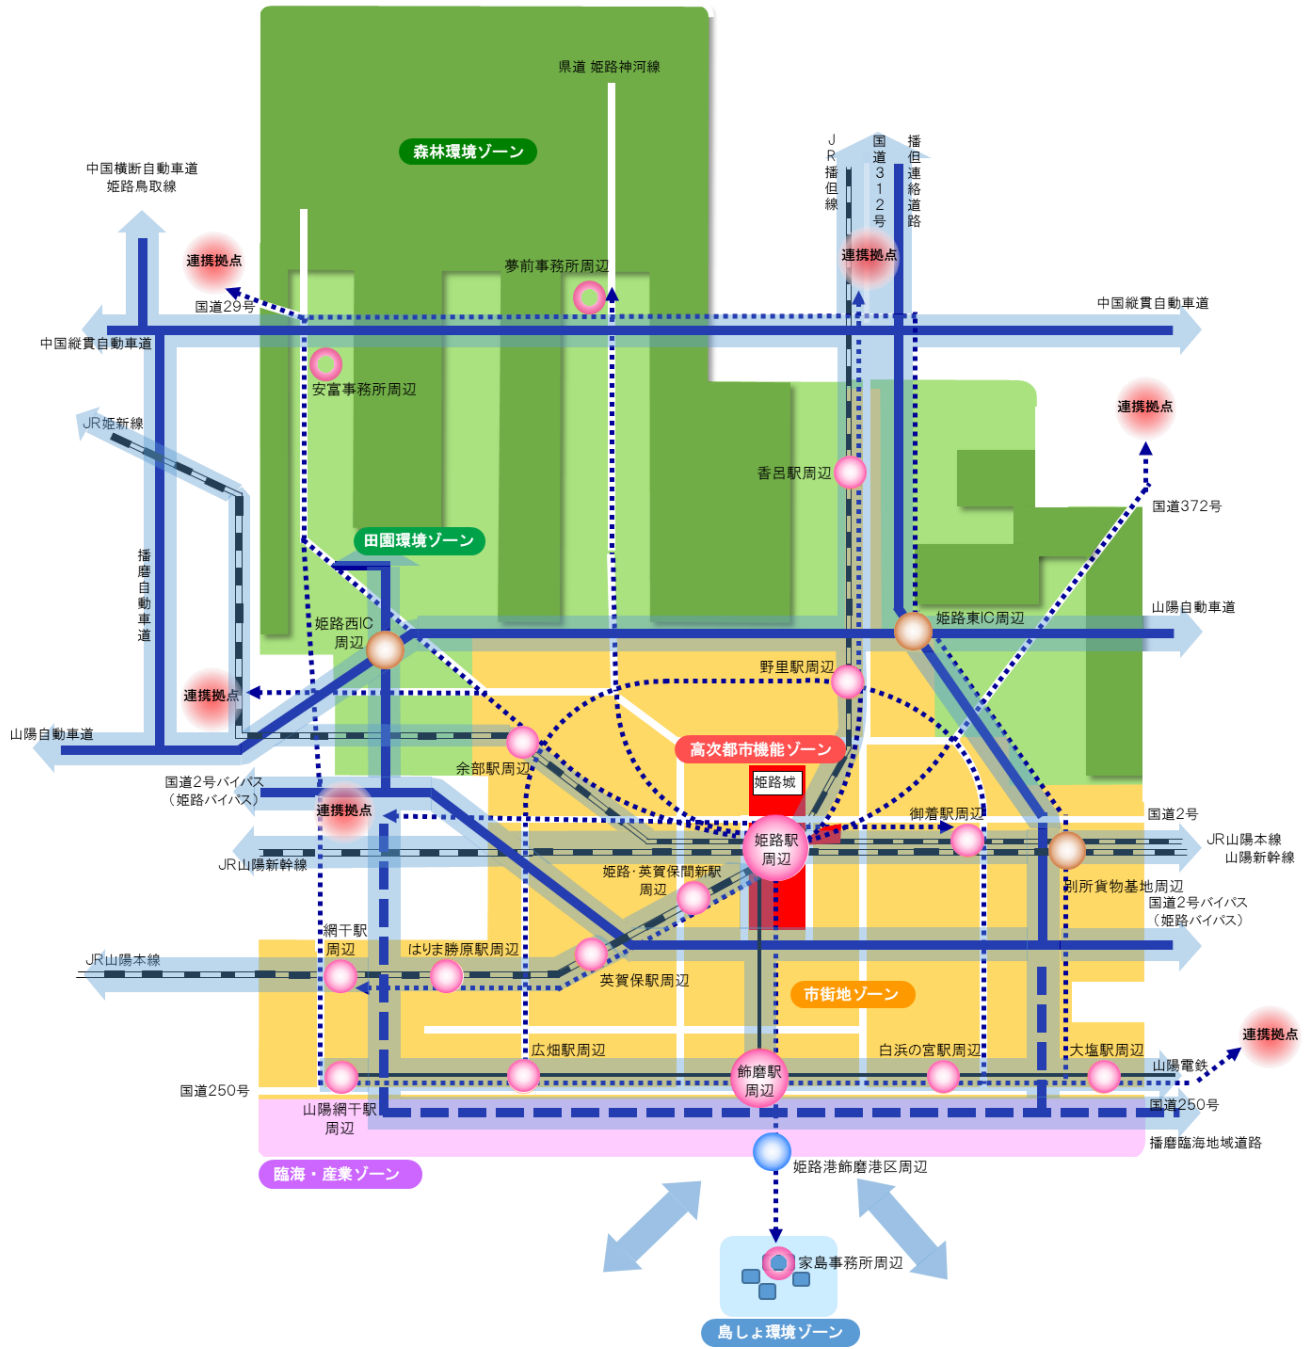 県道 姫路神河線
森林環境ゾーン
中国横断自動車道
姫路鳥取線
JR播但線
国道312号
播但連絡道路
連携拠点
連携拠点
夢前事務所周辺
国道29号
中国縦貫自動車道
中国縦貫自動車道
安富事務所周辺
連携拠点
JR姫新線
香呂駅周辺
国道372号
田園環境ゾーン
播磨自動車道
山陽自動車道
姫路西IC
周辺
姫路東IC周辺
野里駅周辺
連携拠点
山陽自動車道
高次都市機能ゾーン
余部駅周辺
姫路城
国道2号バイパス
（姫路バイパス）
連携拠点
御着駅周辺
国道2号
姫路駅
周辺
JR山陽本線
山陽新幹線
JR山陽新幹線
姫路・英賀保間新駅
周辺
別所貨物基地周辺
国道2号バイパス
（姫路バイパス）
網干駅
周辺
はりま勝原駅周辺
JR山陽本線
英賀保駅周辺
市街地ゾーン
連携拠点
広畑駅周辺
白浜の宮駅周辺
大塩駅周辺
山陽電鉄
飾磨駅
周辺
国道250号
国道250号
山陽網干駅
周辺
播磨臨海地域道路
臨海・産業ゾーン
姫路港飾磨港区周辺
家島事務所周辺
島しょ環境ゾーン